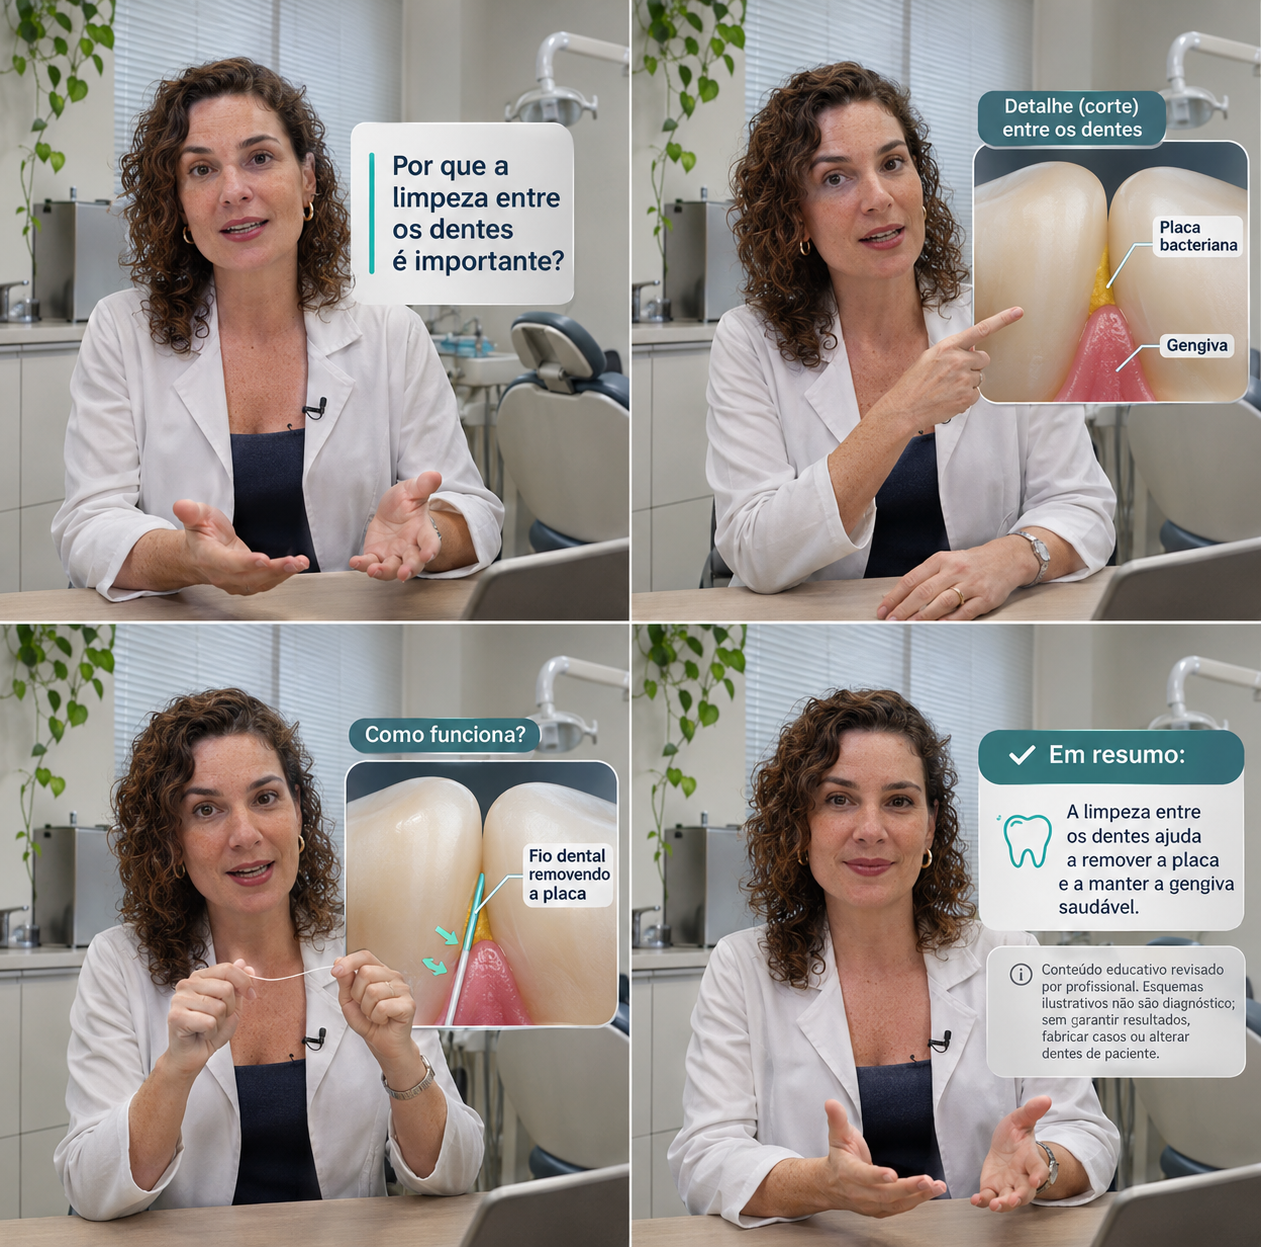 Por que a
limpeza entre
os dentes
é importante?
Detalhe (corte)
entre os dentes
Placa
bacteriana
Gengiva
Como funciona?
Fio dental
removendo
a placa
Em resumo:
A limpeza entre
os dentes ajuda
a remover a placa
e a manter a gengiva
saudável.
Conteúdo educativo revisado
por profissional. Esquemas
ilustrativos não são diagnóstico;
sem garantir resultados,
fabricar casos ou alterar
dentes de paciente.